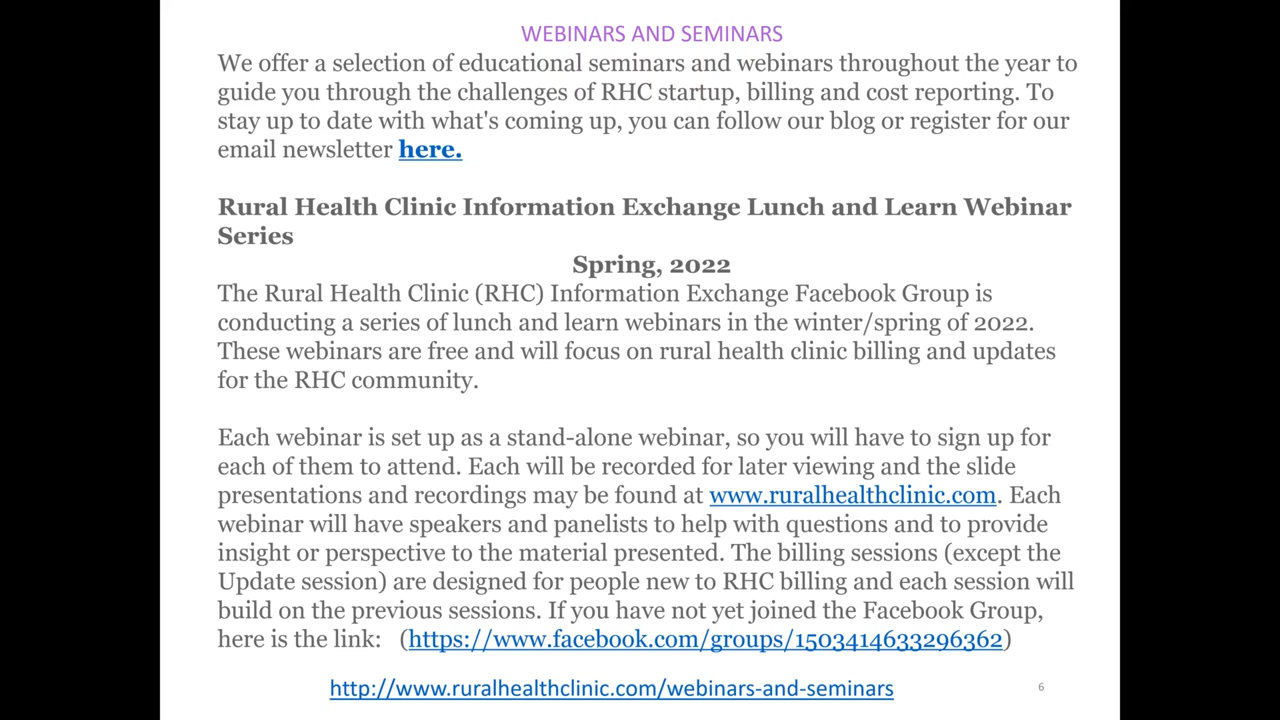 WEBINARS AND SEMINARS
We offer a selection of educational seminars and webinars throughout the year to
guide you through the challenges of RHC startup, billing and cost reporting. To
stay up to date with what's coming up, you can follow our blog or register for our
email newsletter here.
Rural Health Clinic Information Exchange Lunch and Learn Webinar
Series
Spring, 2022
The Rural Health Clinic (RHC) Information Exchange Facebook Group is
conducting a series of lunch and learn webinars in the winter/spring of 2022.
These webinars are free and will focus on rural health clinic billing and updates
for the RHC community.
Each webinar is set up as a stand-alone webinar, so you will have to sign up for
each of them to attend. Each will be recorded for later viewing and the slide
presentations and recordings may be found at www.ruralhealthclinic.com. Each
webinar will have speakers and panelists to help with questions and to provide
insight or perspective to the material presented. The billing sessions (except the
Update session) are designed for people new to RHC billing and each session will
build on the previous sessions. If you have not yet joined the Facebook Group,
here is the link: (https://www.facebook.com/groups/1503414633296362)
http://www.ruralhealthclinic.com/webinars-and-seminars
6